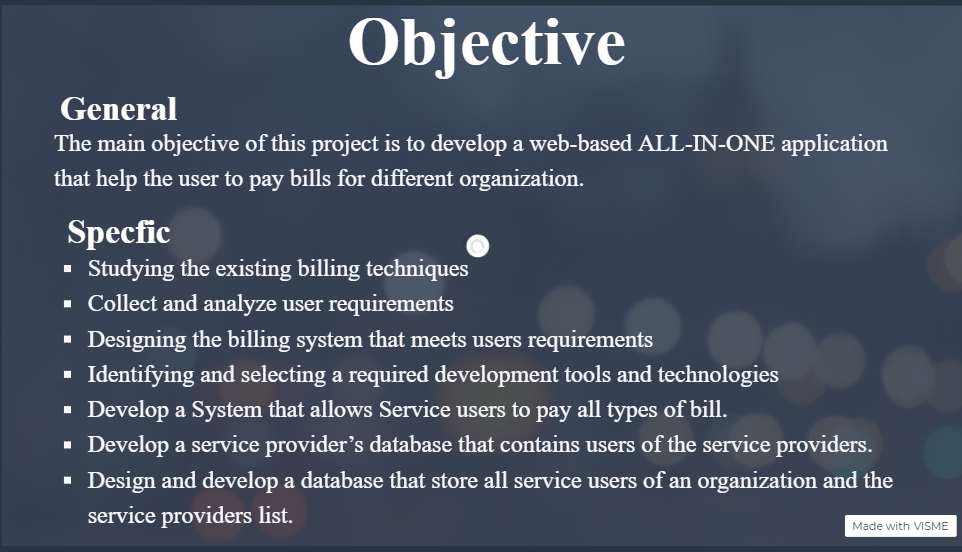 Objective
General
The main objective of this project is to develop a web-based ALL-IN-ONE application
that help the user to pay bills for different organization.
Specfic
▪ Studying the existing billing techniques
▪ Collect and analyze user requirements
▪ Designing the billing system that meets users requirements
▪ Identifying and selecting a required development tools and technologies
▪ Develop a System that allows Service users to pay all types of bill.
▪ Develop a service provider’s database that contains users of the service providers.
▪ Design and develop a database that store all service users of an organization and the
service providers list.
Made with VISME